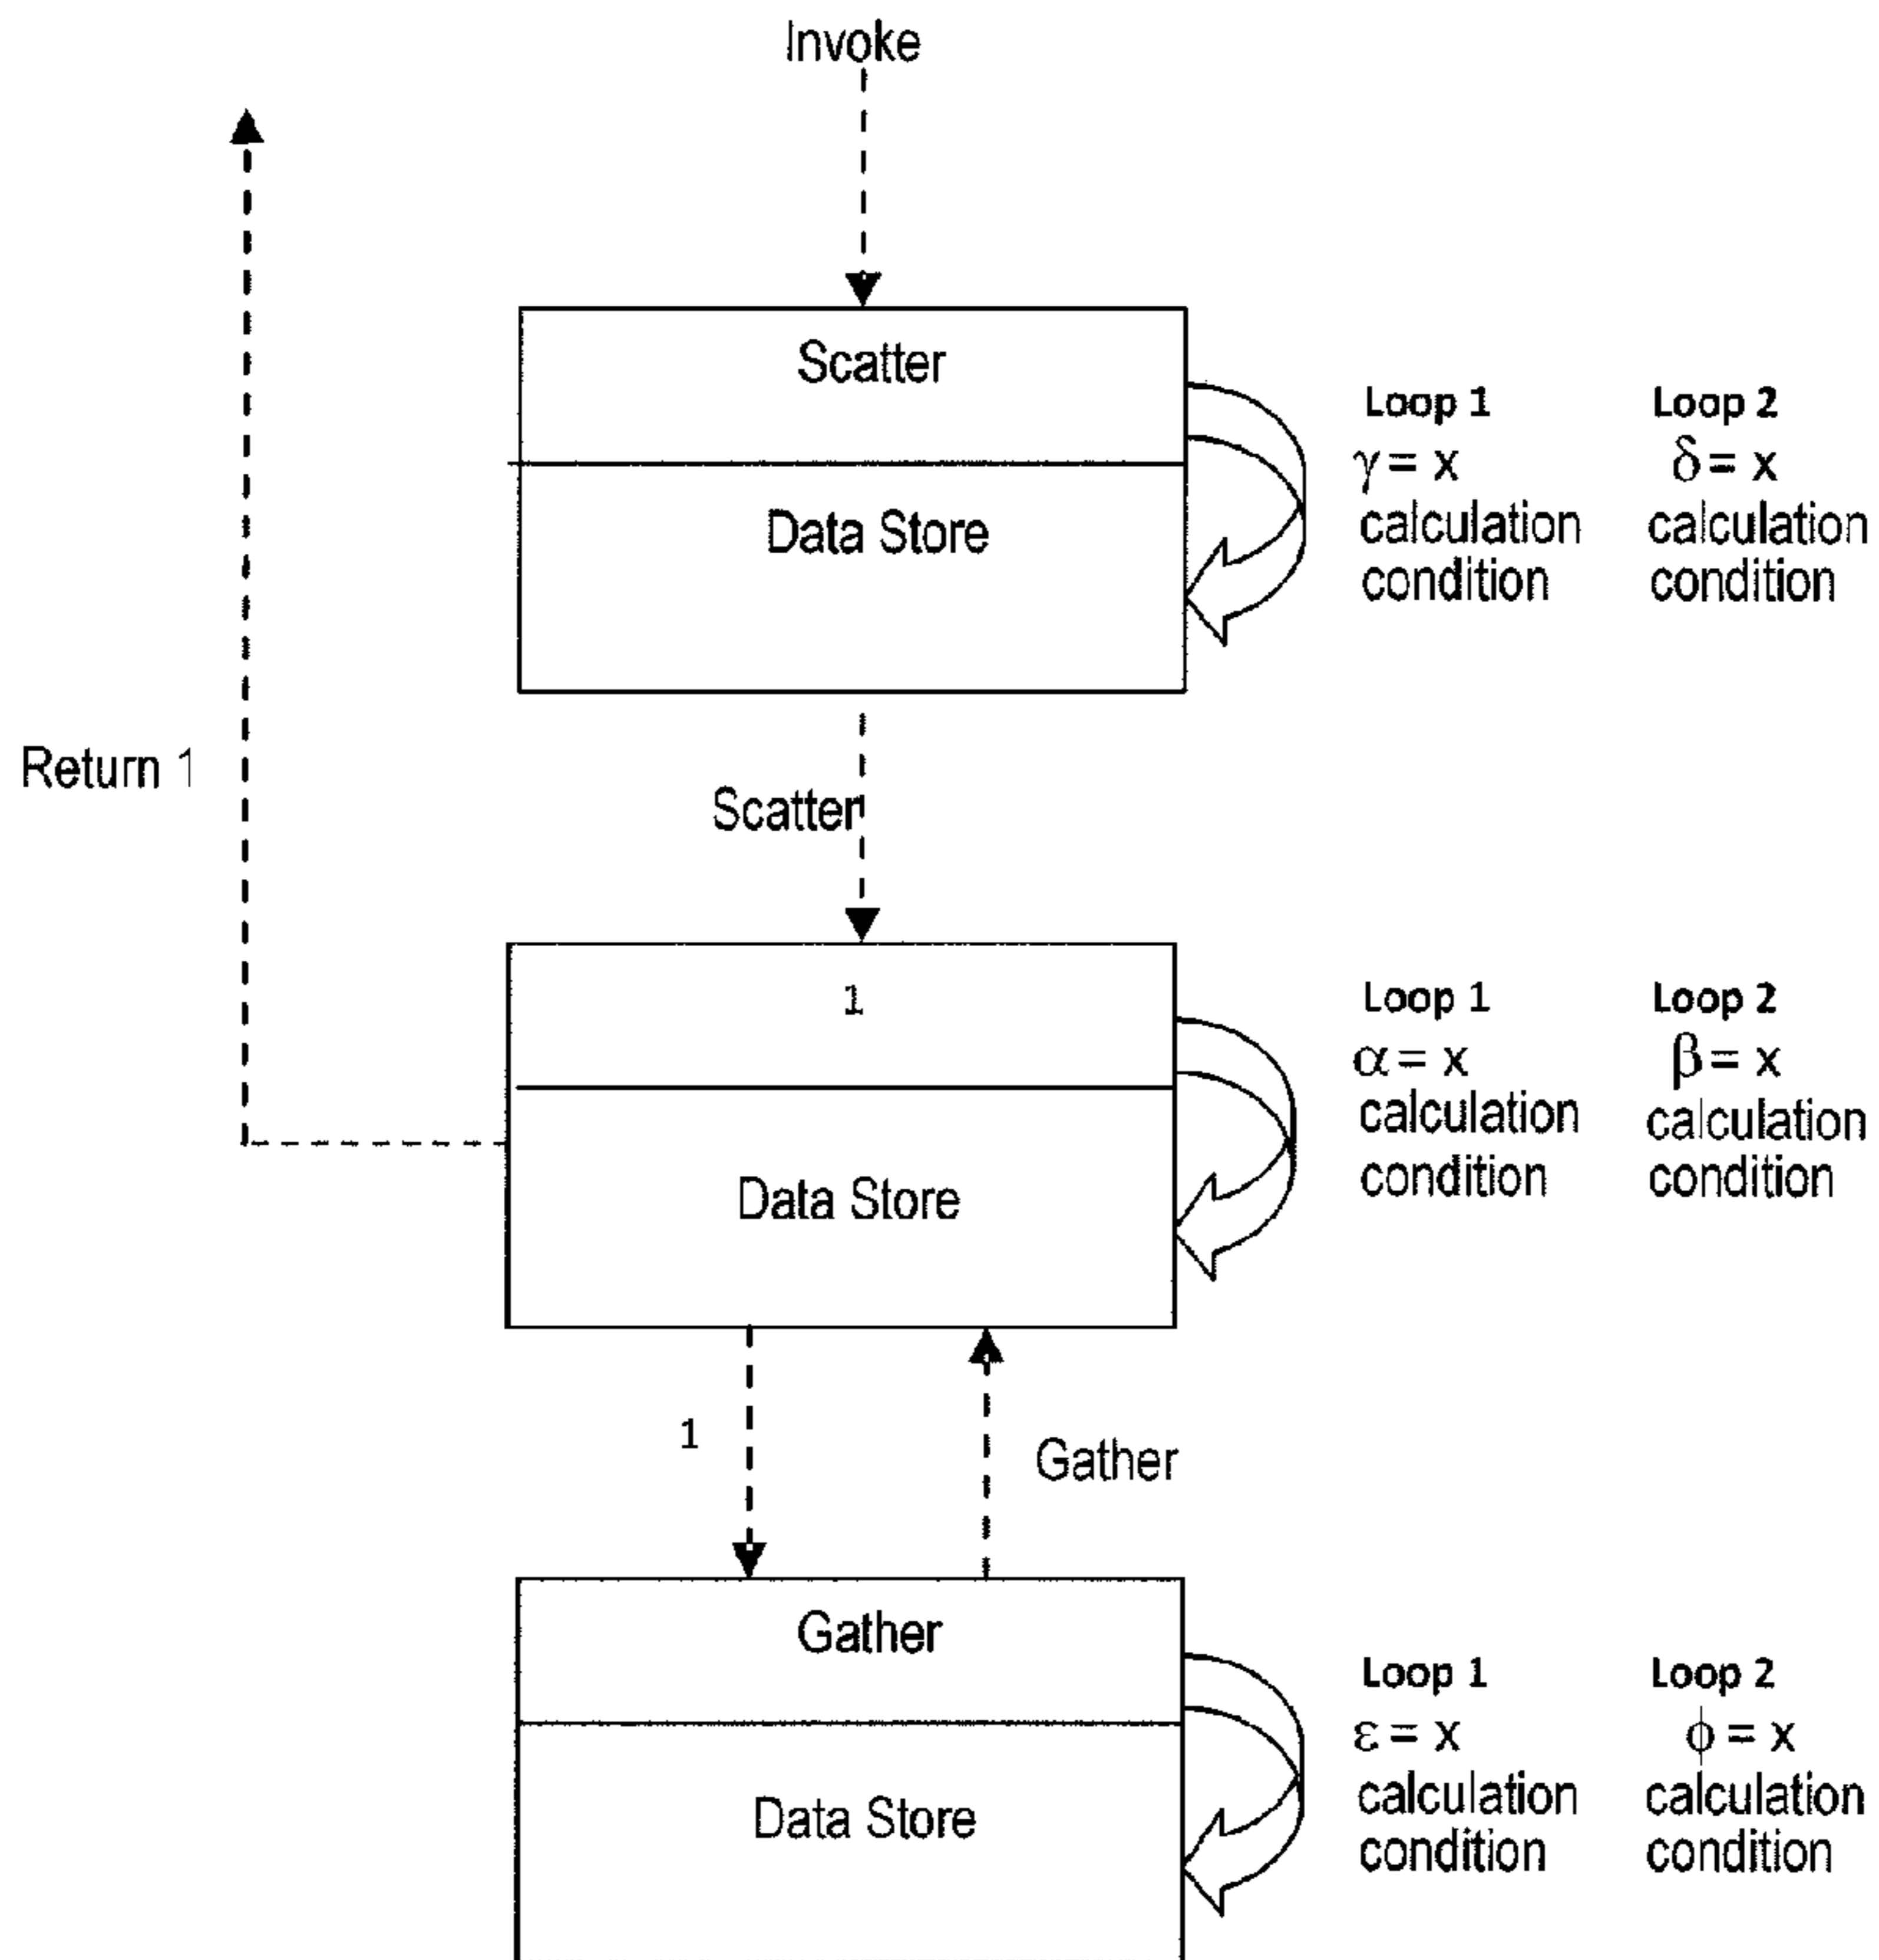 Invoke
Scatter
Data Store
Loop 1
γ = x
calculation
condition
Loop 2
δ = x
calculation
condition
Return 1
Scatter
1
Data Store
Loop 1
α = x
calculation
condition
Loop 2
β = x
calculation
condition
1
Gather
Gather
Data Store
Loop 1
ε = x
calculation
condition
Loop 2
ϕ = x
calculation
condition